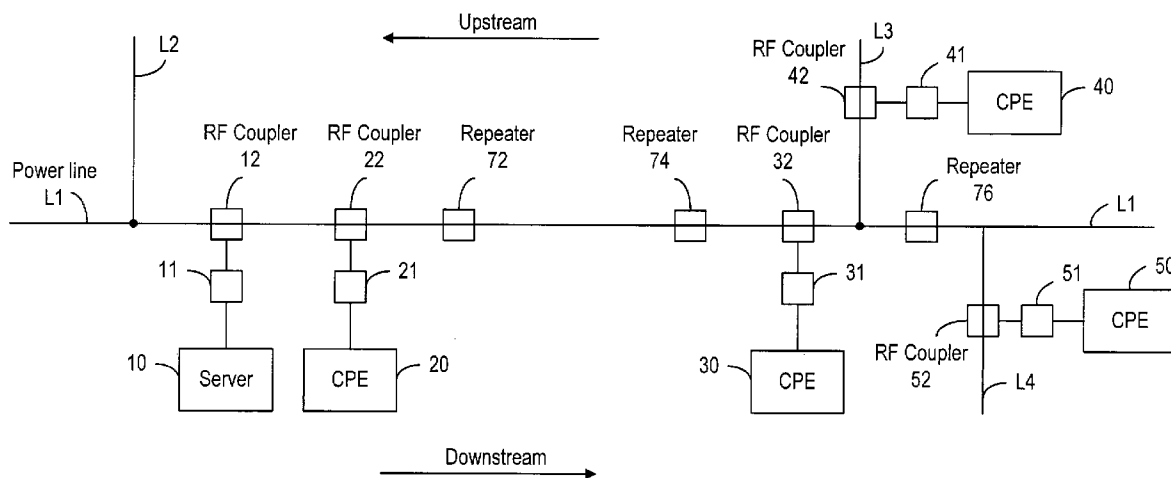 Upstream
L2
L3
RF Coupler
42
41
40
CPE
RF Coupler
12
RF Coupler
22
Repeater
72
Repeater
74
RF Coupler
32
Power line
L1
Repeater
76
L1
11
21
31
50
51
CPE
10
Server
CPE
20
30
CPE
RF Coupler
52
L4
Downstream